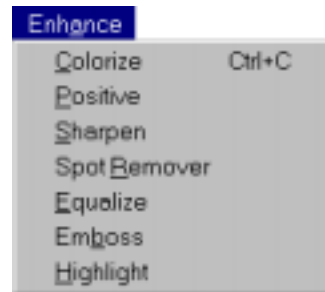 Enhance
Colorize Ctrl+C
Positive
Sharpen
Spot Remover
Equalize
Emboss
Highlight